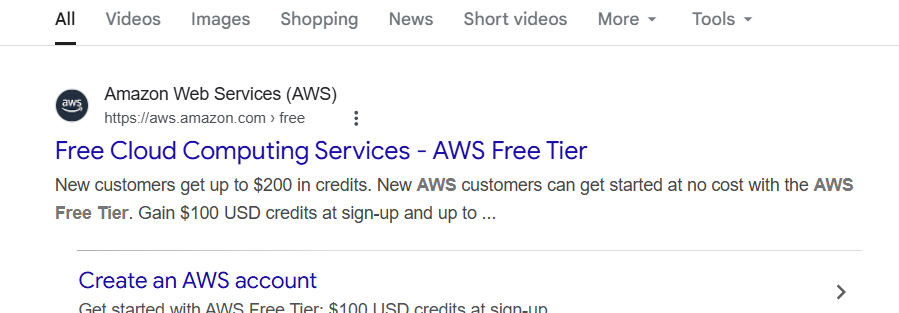 All Videos Images Shopping News Short videos More Tools
aws
Amazon Web Services (AWS)
https://aws.amazon.com › free
Free Cloud Computing Services - AWS Free Tier
New customers get up to $200 in credits. New AWS customers can get started at no cost with the AWS
Free Tier. Gain $100 USD credits at sign-up and up to ...
Create an AWS account
Get started with AWS Free Tier: $100 USD credits at sign-up